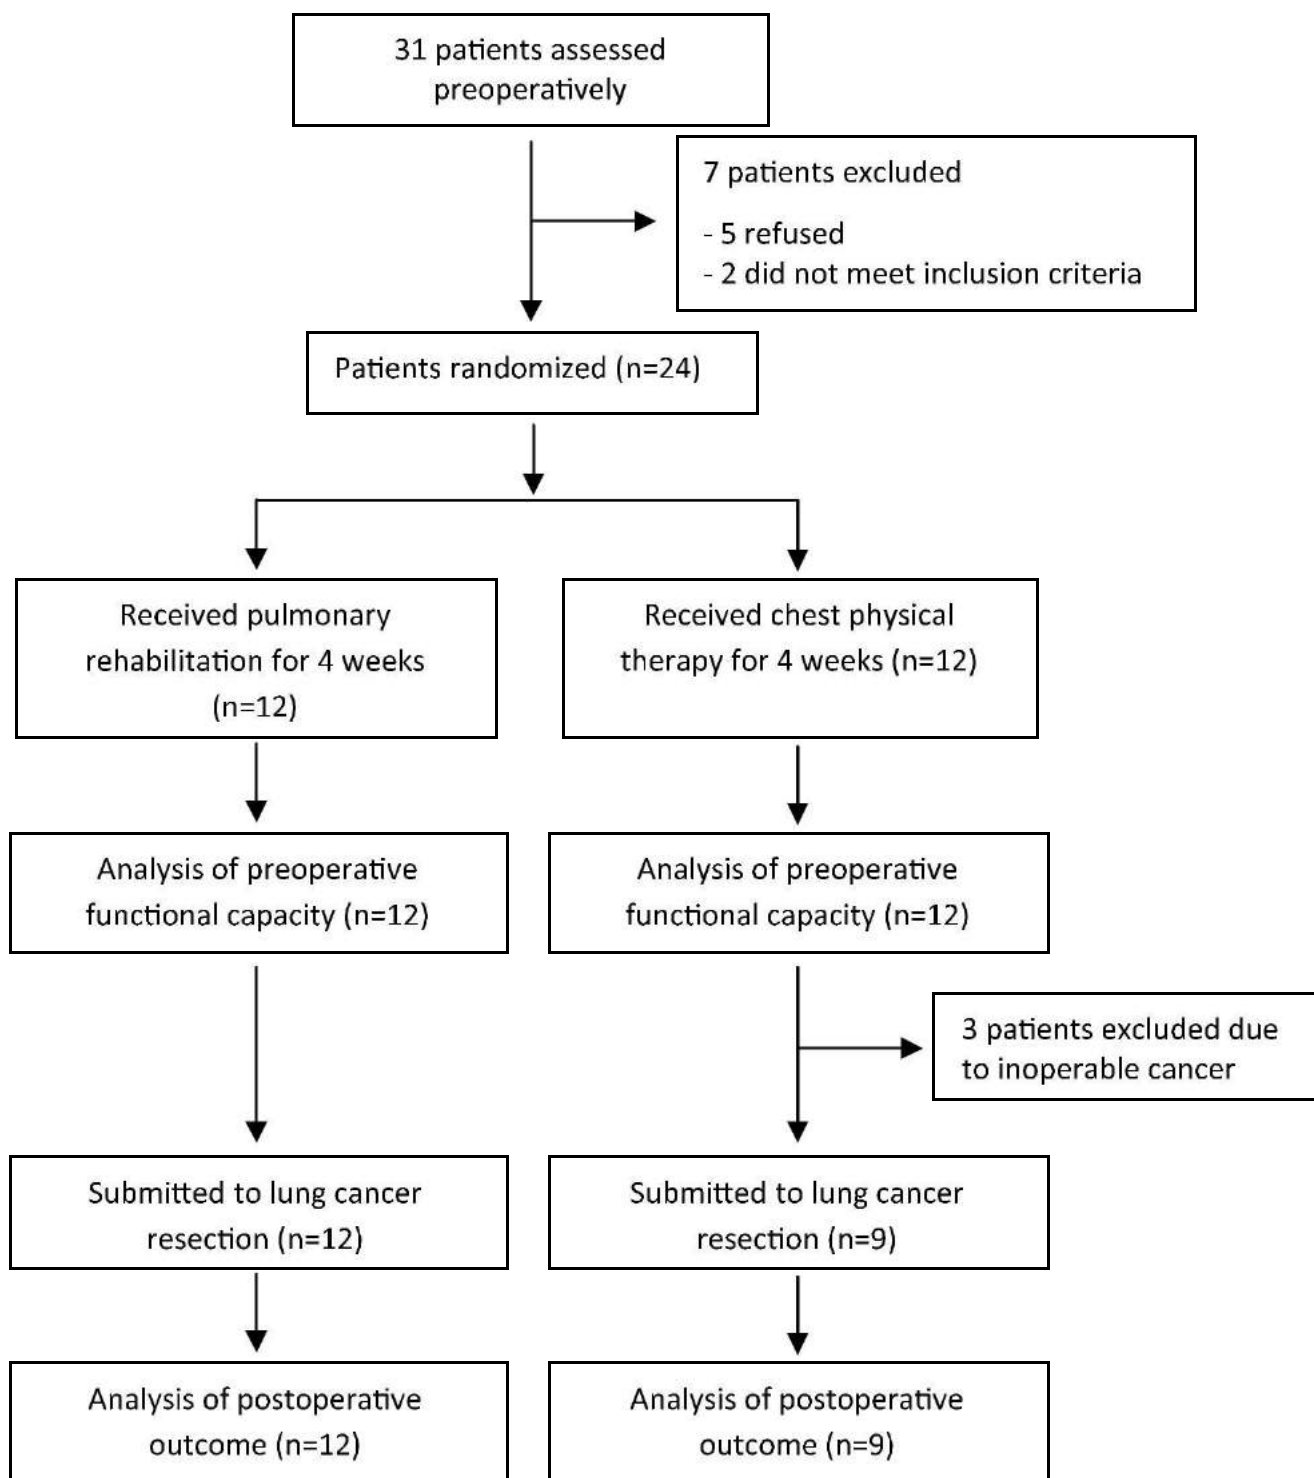 31 patients assessed
preoperatively
7 patients excluded
- 5 refused
- 2 did not meet inclusion criteria
Patients randomized (n=24)
Received pulmonary
rehabilitation for 4 weeks
(n=12)
Received chest physical
therapy for 4 weeks (n=12)
Analysis of preoperative
functional capacity (n=12)
Analysis of preoperative
functional capacity (n=12)
3 patients excluded due
to inoperable cancer
Submitted to lung cancer
resection (n=12)
Submitted to lung cancer
resection (n=9)
Analysis of postoperative
outcome (n=12)
Analysis of postoperative
outcome (n=9)